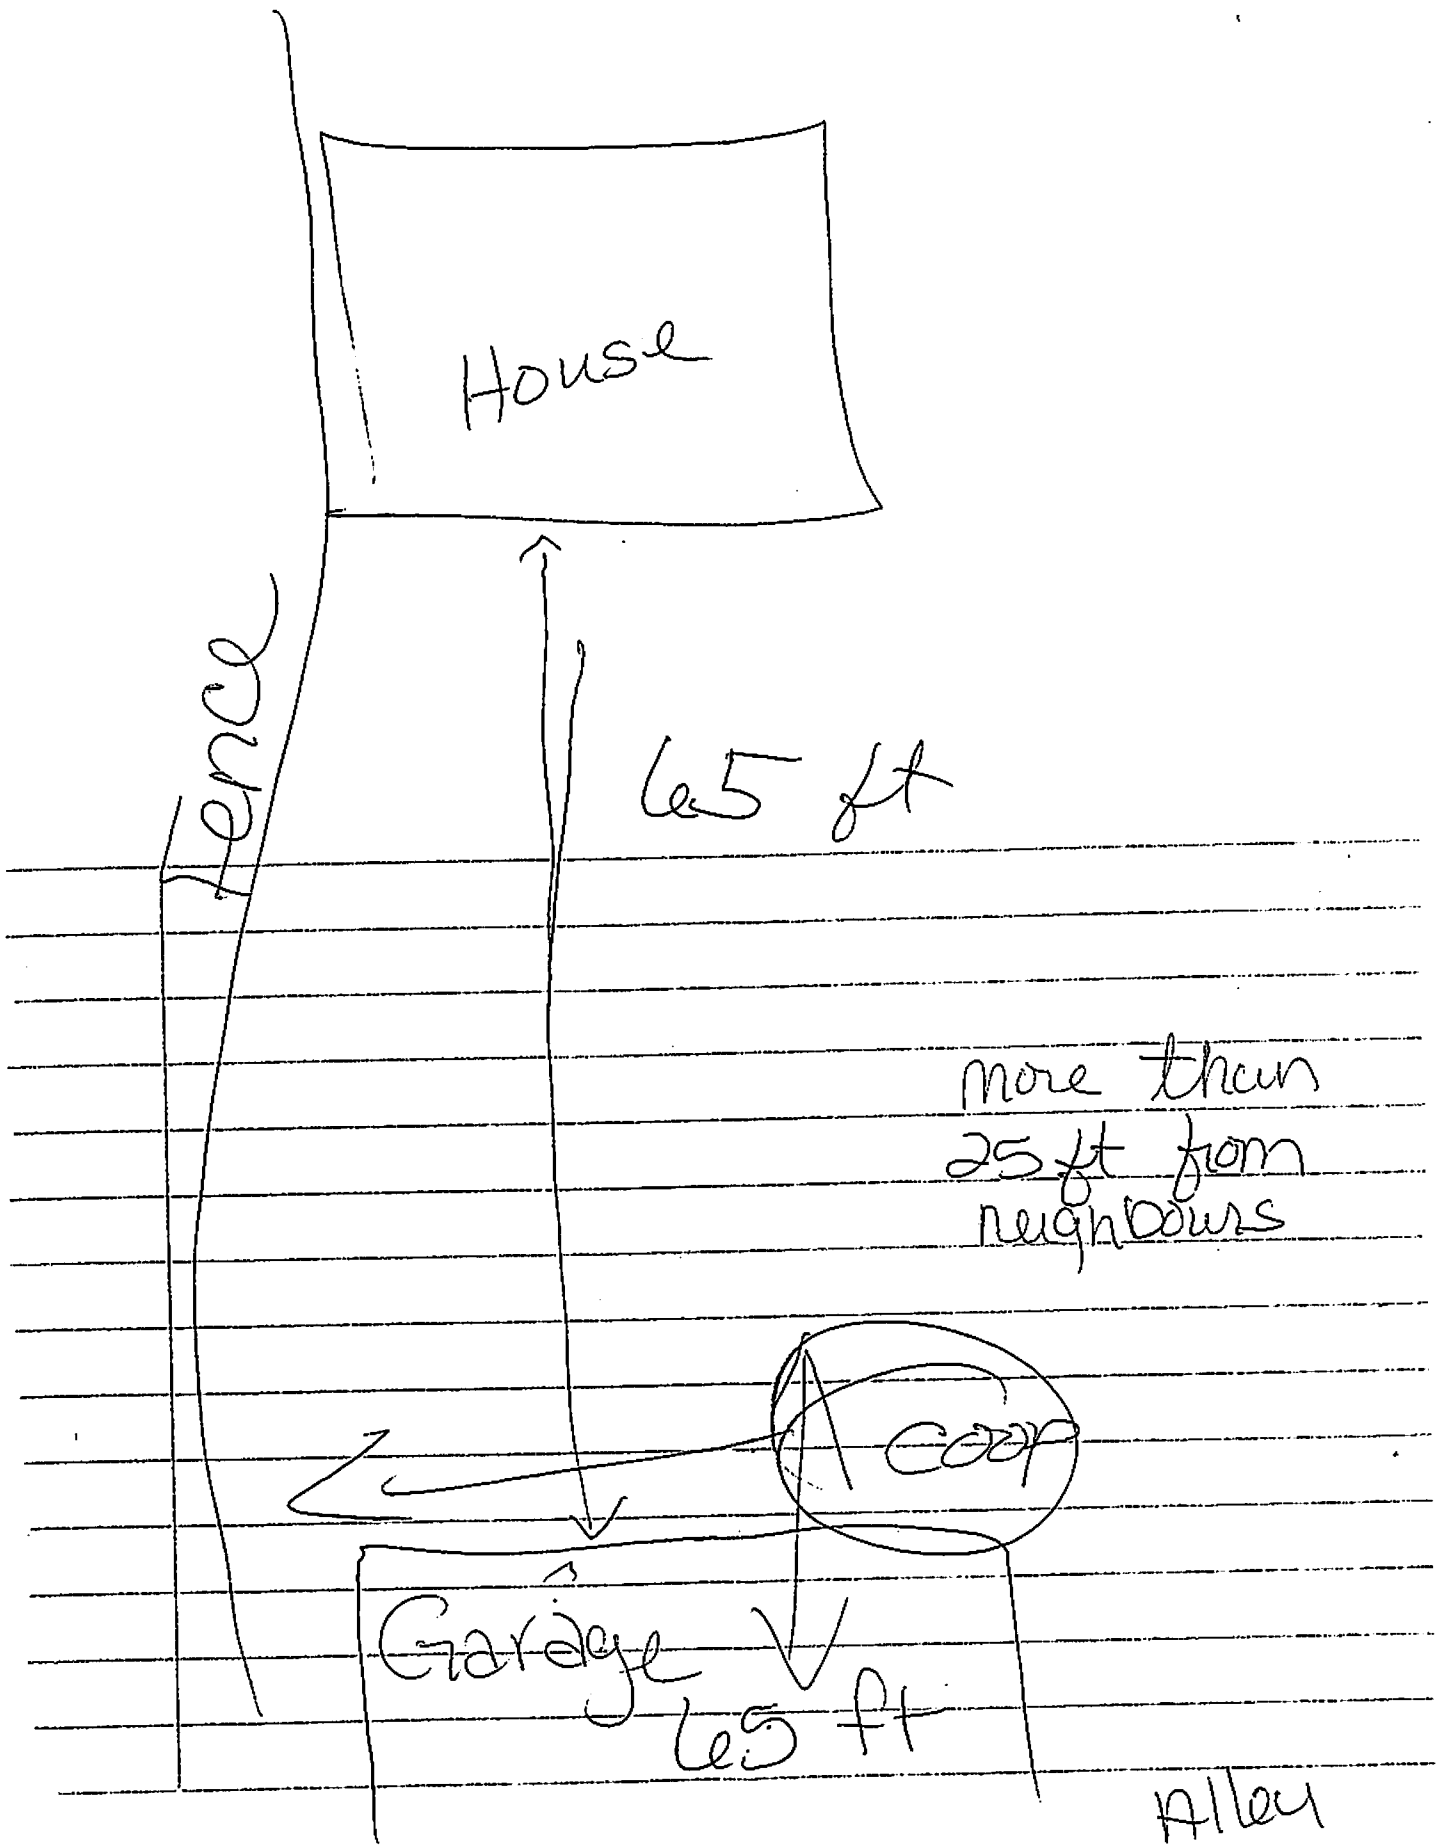 House
fence
65 ft
more than
25 ft from
neighbours
coop
Garage
65 ft
Alley